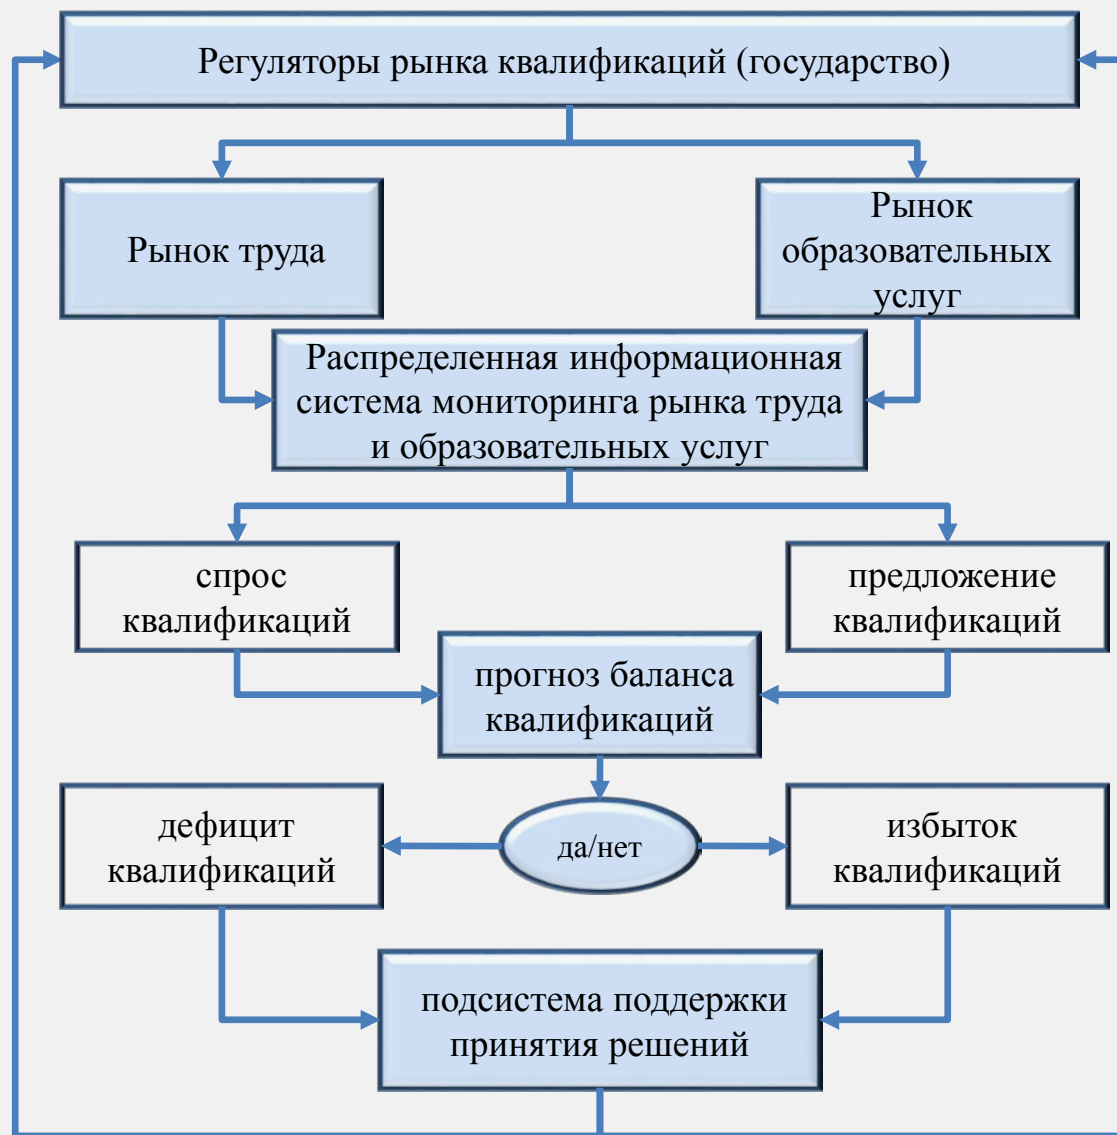 Регуляторы рынка квалификаций (государство)
Рынок труда
Рынок
образовательных
услуг
Распределенная информационная
система мониторинга рынка труда
и образовательных услуг
спрос
квалификаций
предложение
квалификаций
прогноз баланса
квалификаций
дефицит
квалификаций
да/нет
избыток
квалификаций
подсистема поддержки
принятия решений